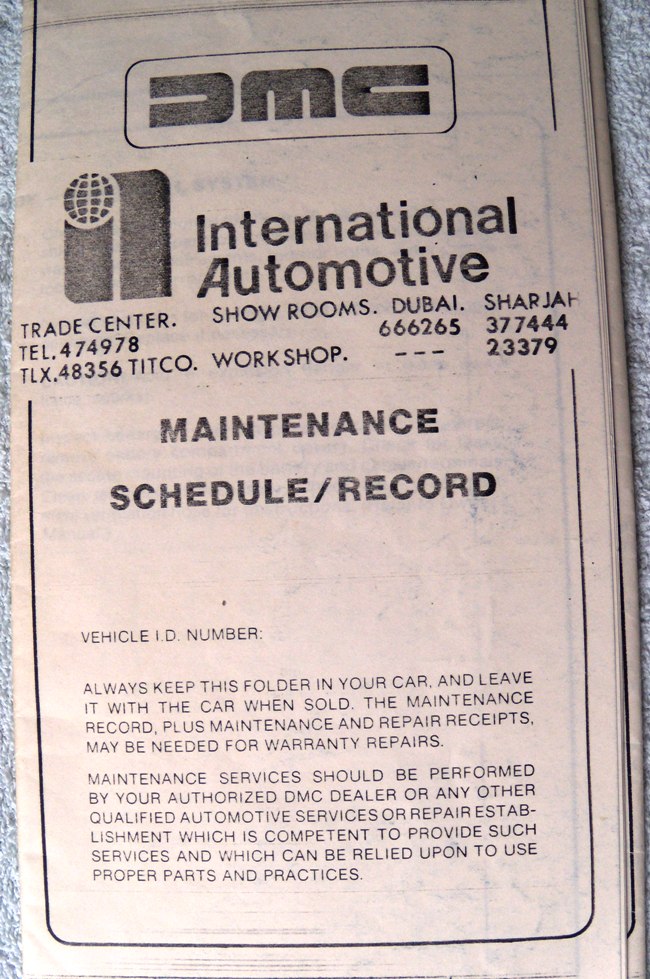 DMC
International
Automotive
TRADE CENTER. SHOW ROOMS. DUBAI. SHARJAH
TEL.474978 666265 377444
TLX.48356 TITCO. WORKSHOP. --- 23379
MAINTENANCE
SCHEDULE/RECORD
VEHICLE I.D. NUMBER:
ALWAYS KEEP THIS FOLDER IN YOUR CAR, AND LEAVE
IT WITH THE CAR WHEN SOLD. THE MAINTENANCE
RECORD, PLUS MAINTENANCE AND REPAIR RECEIPTS,
MAY BE NEEDED FOR WARRANTY REPAIRS.
MAINTENANCE SERVICES SHOULD BE PERFORMED
BY YOUR AUTHORIZED DMC DEALER OR ANY OTHER
QUALIFIED AUTOMOTIVE SERVICES OR REPAIR ESTAB-
LISHMENT WHICH IS COMPETENT TO PROVIDE SUCH
SERVICES AND WHICH CAN BE RELIED UPON TO USE
PROPER PARTS AND PRACTICES.